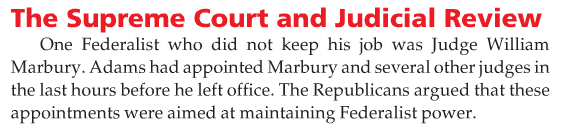 The Supreme Court and Judicial Review
One Federalist who did not keep his job was Judge William
Marbury. Adams had appointed Marbury and several other judges in
the last hours before he left office. The Republicans argued that these
appointments were aimed at maintaining Federalist power.